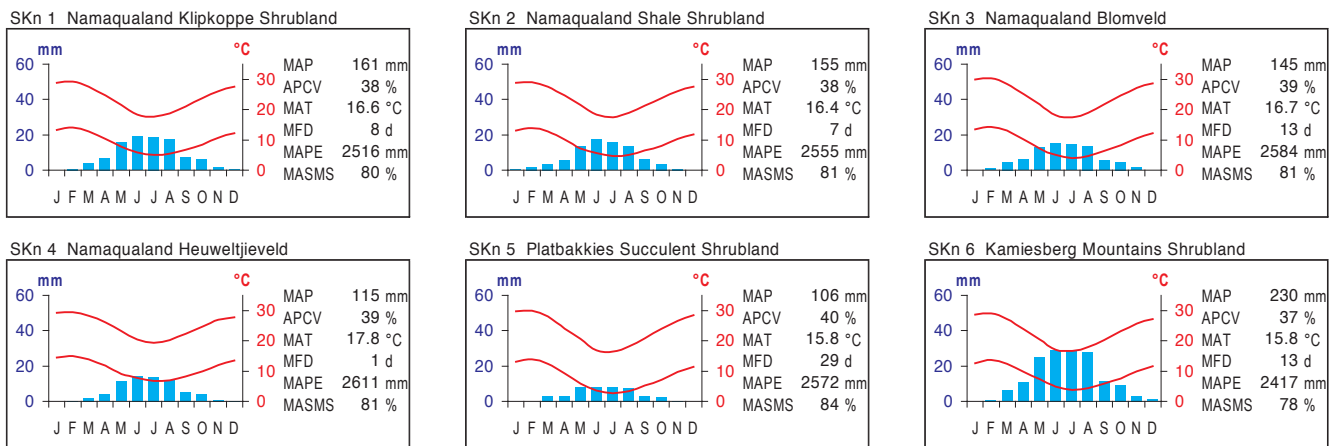 SKn 1 Namaqualand Klipkoppe Shrubland
mm °C
60
40
20
0
30
20
10
0
MAP 161 mm
APCV 38 %
MAT 16.6 °C
MFD 8 d
MAPE 2516 mm
MASMS 80 %
J F M A M J J A S O N D
SKn 2 Namaqualand Shale Shrubland
mm °C
60
40
20
0
30
20
10
0
MAP 155 mm
APCV 38 %
MAT 16.4 °C
MFD 7 d
MAPE 2555 mm
MASMS 81 %
J F M A M J J A S O N D
SKn 3 Namaqualand Blomveld
mm °C
60
40
20
0
30
20
10
0
MAP 145 mm
APCV 39 %
MAT 16.7 °C
MFD 13 d
MAPE 2584 mm
MASMS 81 %
J F M A M J J A S O N D
SKn 4 Namaqualand Heuweltjieveld
mm °C
60
40
20
0
30
20
10
0
MAP 115 mm
APCV 39 %
MAT 17.8 °C
MFD 1 d
MAPE 2611 mm
MASMS 81 %
J F M A M J J A S O N D
SKn 5 Platbakkies Succulent Shrubland
mm °C
60
40
20
0
30
20
10
0
MAP 106 mm
APCV 40 %
MAT 15.8 °C
MFD 29 d
MAPE 2572 mm
MASMS 84 %
J F M A M J J A S O N D
SKn 6 Kamiesberg Mountains Shrubland
mm °C
60
40
20
0
30
20
10
0
MAP 230 mm
APCV 37 %
MAT 15.8 °C
MFD 13 d
MAPE 2417 mm
MASMS 78 %
J F M A M J J A S O N D